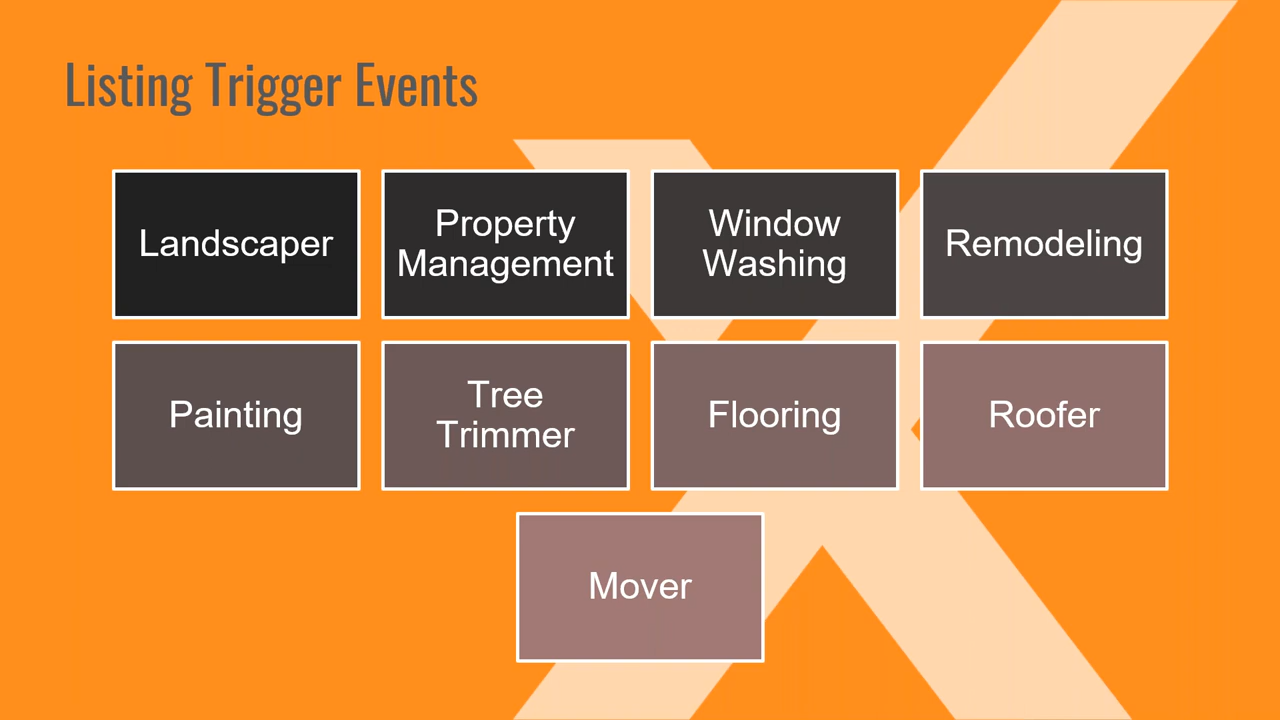 Listing Trigger Events
Landscaper
Property
Management
Window
Washing
Remodeling
Painting
Tree
Trimmer
Flooring
Roofer
Mover